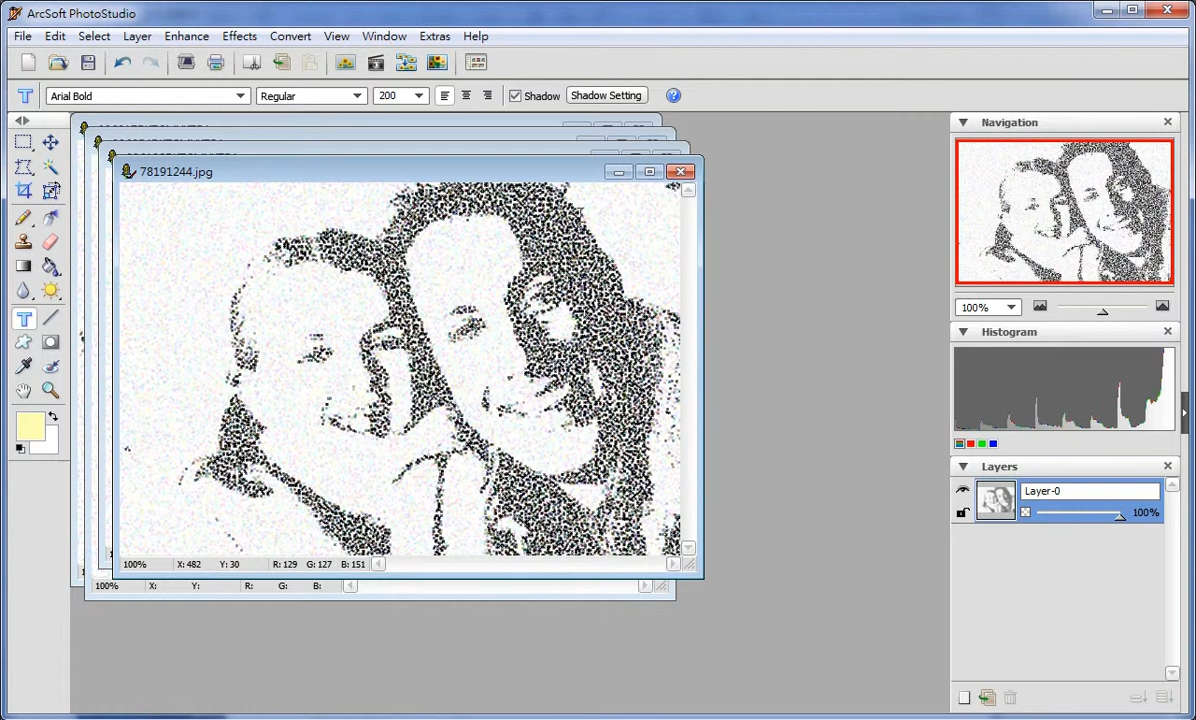 ArcSoft PhotoStudio
File Edit Select Layer Enhance Effects Convert View Window Extras Help
Arial Bold Regular 200 Shadow Shadow Setting
78191244.jpg
100% X: 482 Y: 30 R: 129 G: 127 B: 151
100% X: Y: R: G: B:
Navigation
100%
Histogram
Layers
Layer-0
100%